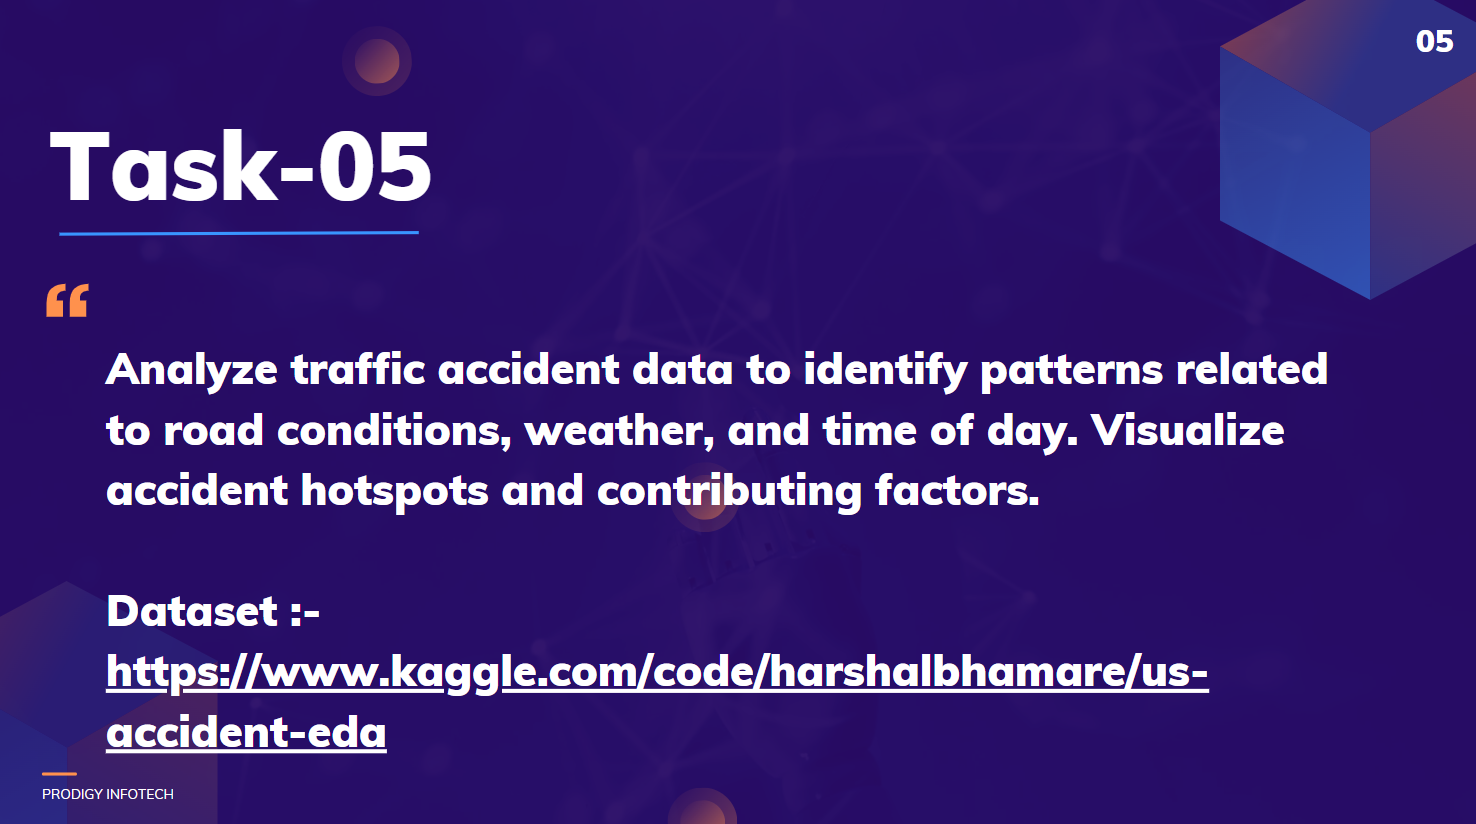 05
Task-05
“
Analyze traffic accident data to identify patterns related
to road conditions, weather, and time of day. Visualize
accident hotspots and contributing factors.
Dataset :-
https://www.kaggle.com/code/harshalbhamare/us-
accident-eda
PRODIGY INFOTECH